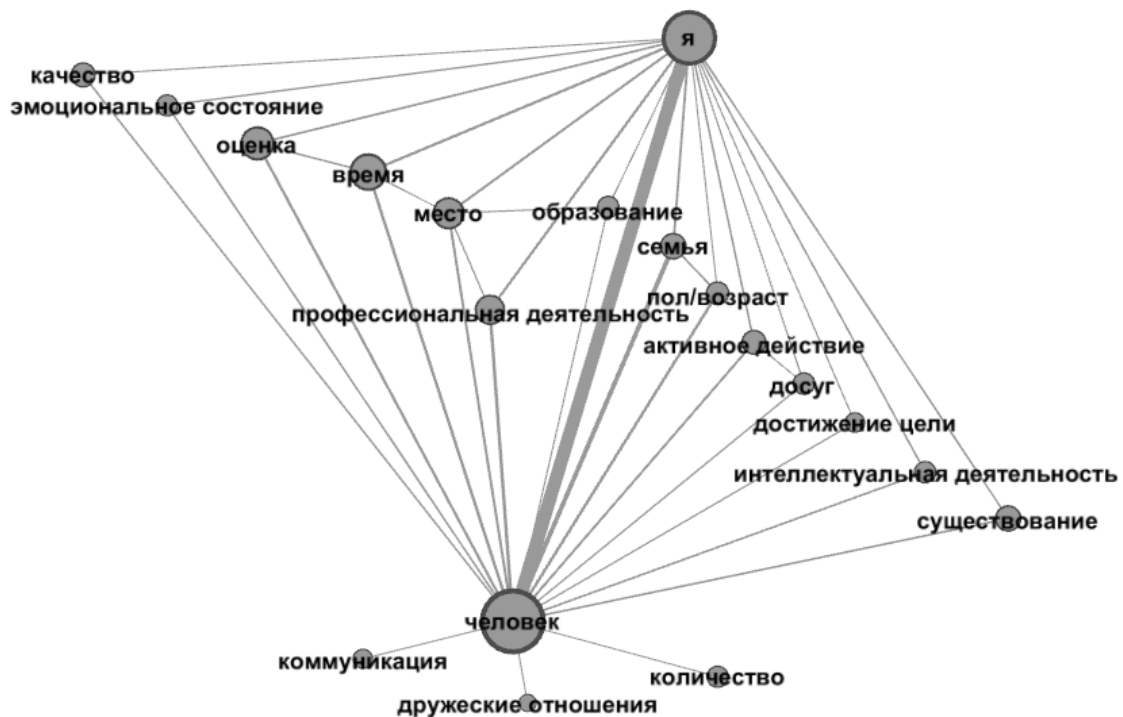 я
качество
эмоциональное состояние
оценка
время
место
образование
семья
пол/возраст
профессиональная деятельность
активное действие
досуг
достижение цели
интеллектуальная деятельность
существование
человек
коммуникация
количество
дружеские отношения